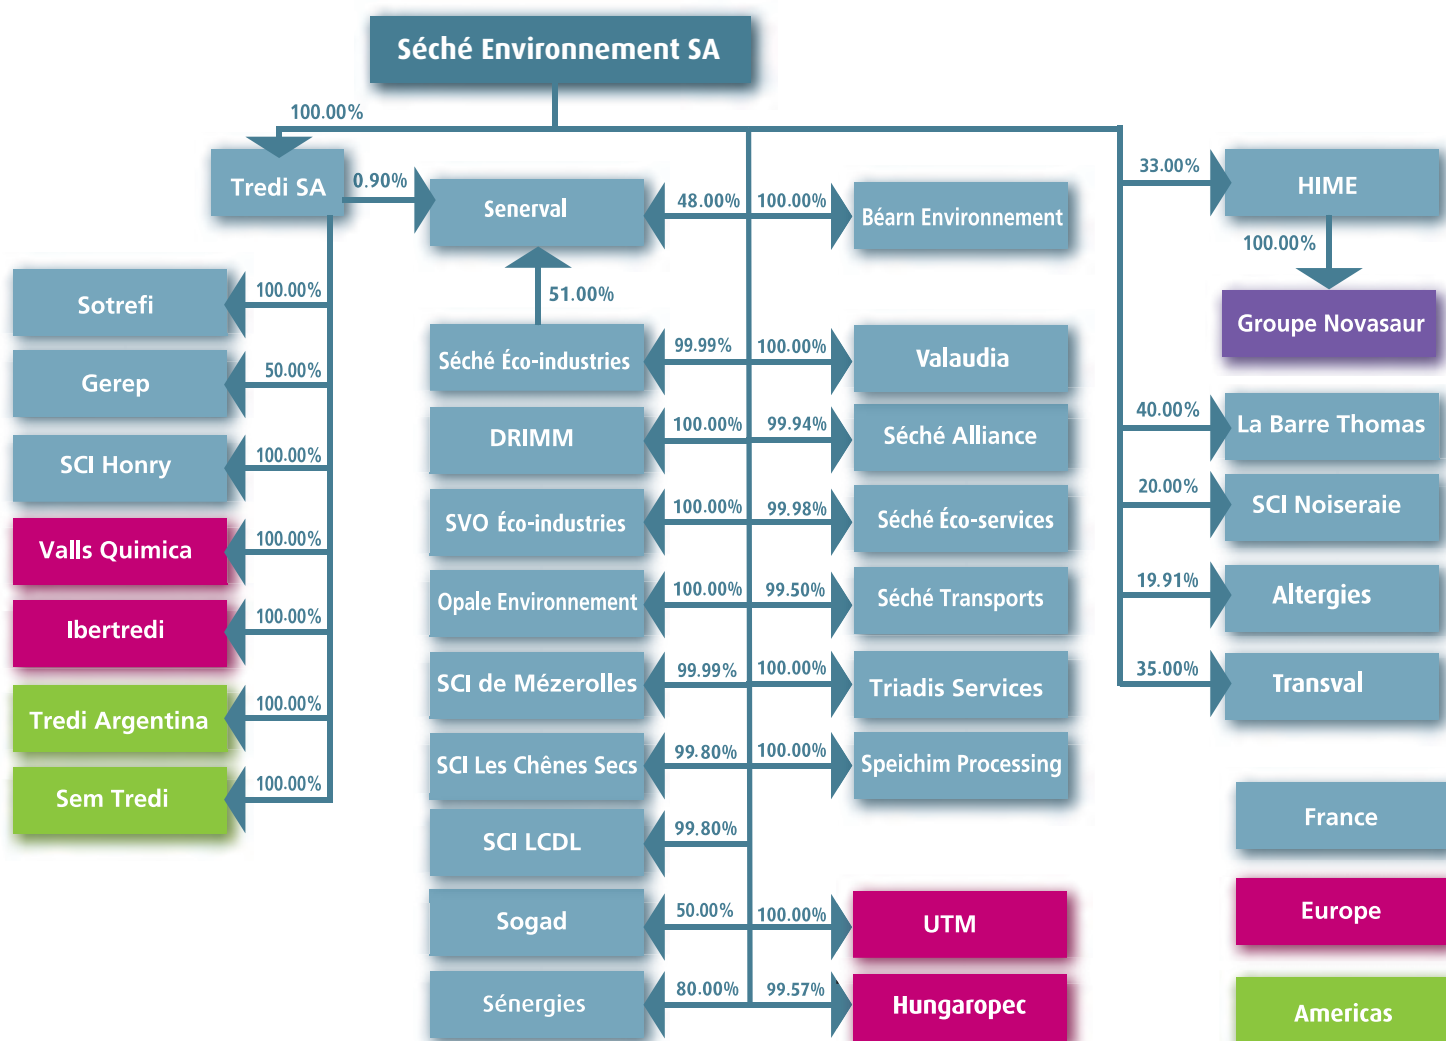 Séché Environnement SA
100.00%
Tredi SA
0.90%
Senerval
48.00%
100.00%
Béarn Environnement
33.00%
HIME
100.00%
Groupe Novasaur
51.00%
Sotrefi
100.00%
Gerep
50.00%
SCI Honry
100.00%
Valls Quimica
100.00%
Ibertredi
100.00%
Tredi Argentina
100.00%
Sem Tredi
100.00%
Séché Éco-industries
99.99%
100.00%
Valaudia
DRIMM
100.00%
99.94%
Séché Alliance
SVO Éco-industries
100.00%
99.98%
Séché Éco-services
Opale Environnement
100.00%
99.50%
Séché Transports
SCI de Mézerolles
99.99%
100.00%
Triadis Services
SCI Les Chênes Secs
99.80%
100.00%
Speichim Processing
SCI LCDL
99.80%
Sogad
50.00%
100.00%
UTM
Sénergies
80.00%
99.57%
Hungaropec
40.00%
La Barre Thomas
20.00%
SCI Noiseraie
19.91%
Altergies
35.00%
Transval
France
Europe
Americas